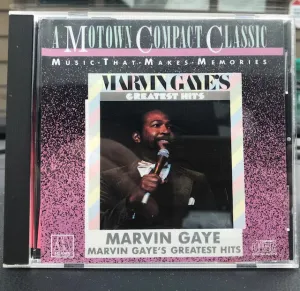 A MOTOWN COMPACT CLASSIC
MUSIC·THAT·MAKES·MEMORIES
MARVIN GAYE'S
GREATEST HITS
MARVIN GAYE
MARVIN GAYE'S GREATEST HITS